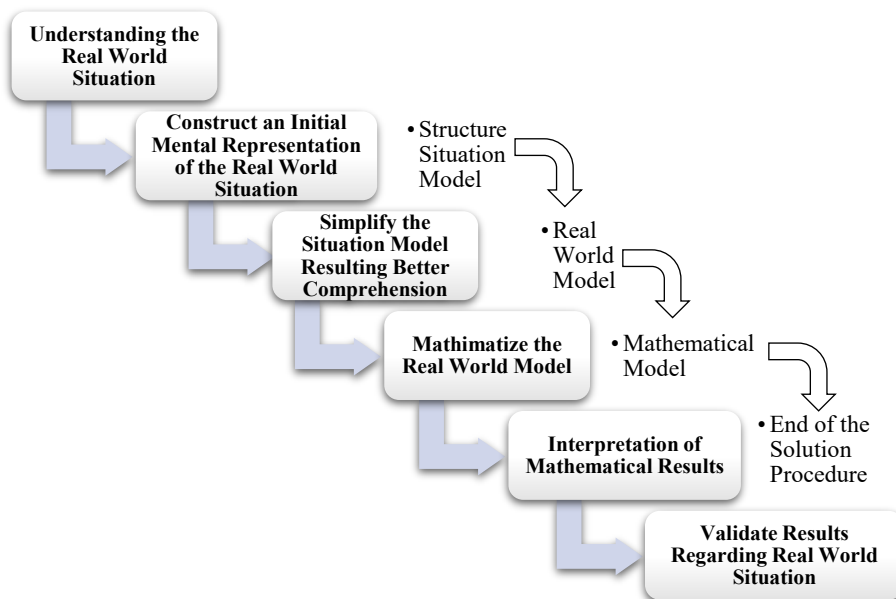 Understanding the
Real World
Situation
Construct an Initial
Mental Representation
of the Real World
Situation
• Structure
Situation
Model
Simplify the
Situation Model
Resulting Better
Comprehension
• Real
World
Model
Mathimatize the
Real World Model
• Mathematical
Model
Interpretation of
Mathematical Results
• End of the
Solution
Procedure
Validate Results
Regarding Real World
Situation